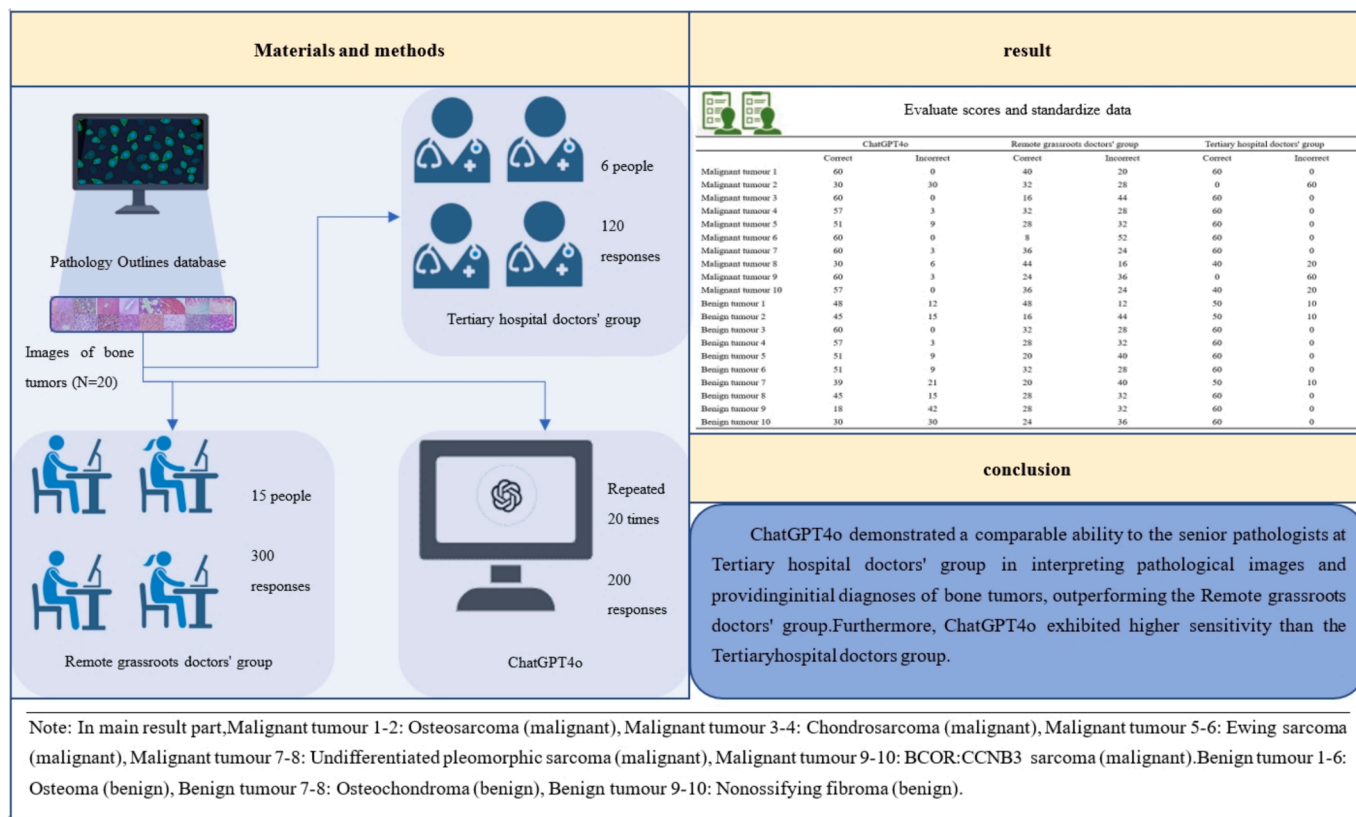 Materials and methods
Pathology Outlines database
Images of bone
tumors (N=20)
6 people
120
responses
Tertiary hospital doctors' group
15 people
300
responses
Remote grassroots doctors' group
Repeated
20 times
200
responses
ChatGPT4o
result
Evaluate scores and standardize data
ChatGPT4o Remote grassroots doctors' group Tertiary hospital doctors' group
Correct Incorrect Correct Incorrect Correct Incorrect
Malignant tumour 1 60 0 40 20 60 0
Malignant tumour 2 30 30 32 28 0 60
Malignant tumour 3 60 0 16 44 60 0
Malignant tumour 4 57 3 32 28 60 0
Malignant tumour 5 51 9 28 32 60 0
Malignant tumour 6 60 0 8 52 60 0
Malignant tumour 7 60 3 36 24 60 0
Malignant tumour 8 30 6 44 16 40 20
Malignant tumour 9 60 3 24 36 0 60
Malignant tumour 10 57 0 36 24 40 20
Benign tumour 1 48 12 48 12 50 10
Benign tumour 2 45 15 16 44 50 10
Benign tumour 3 60 0 32 28 60 0
Benign tumour 4 57 3 28 32 60 0
Benign tumour 5 51 9 20 40 60 0
Benign tumour 6 51 9 32 28 60 0
Benign tumour 7 39 21 20 40 50 10
Benign tumour 8 45 15 28 32 60 0
Benign tumour 9 18 42 28 32 60 0
Benign tumour 10 30 30 24 36 60 0
conclusion
ChatGPT4o demonstrated a comparable ability to the senior pathologists at
Tertiary hospital doctors' group in interpreting pathological images and
providinginitial diagnoses of bone tumors, outperforming the Remote grassroots
doctors' group.Furthermore, ChatGPT4o exhibited higher sensitivity than the
Tertiaryhospital doctors group.
Note: In main result part,Malignant tumour 1-2: Osteosarcoma (malignant), Malignant tumour 3-4: Chondrosarcoma (malignant), Malignant tumour 5-6: Ewing sarcoma
(malignant), Malignant tumour 7-8: Undifferentiated pleomorphic sarcoma (malignant), Malignant tumour 9-10: BCOR:CCNB3 sarcoma (malignant).Benign tumour 1-6:
Osteoma (benign), Benign tumour 7-8: Osteochondroma (benign), Benign tumour 9-10: Nonossifying fibroma (benign).